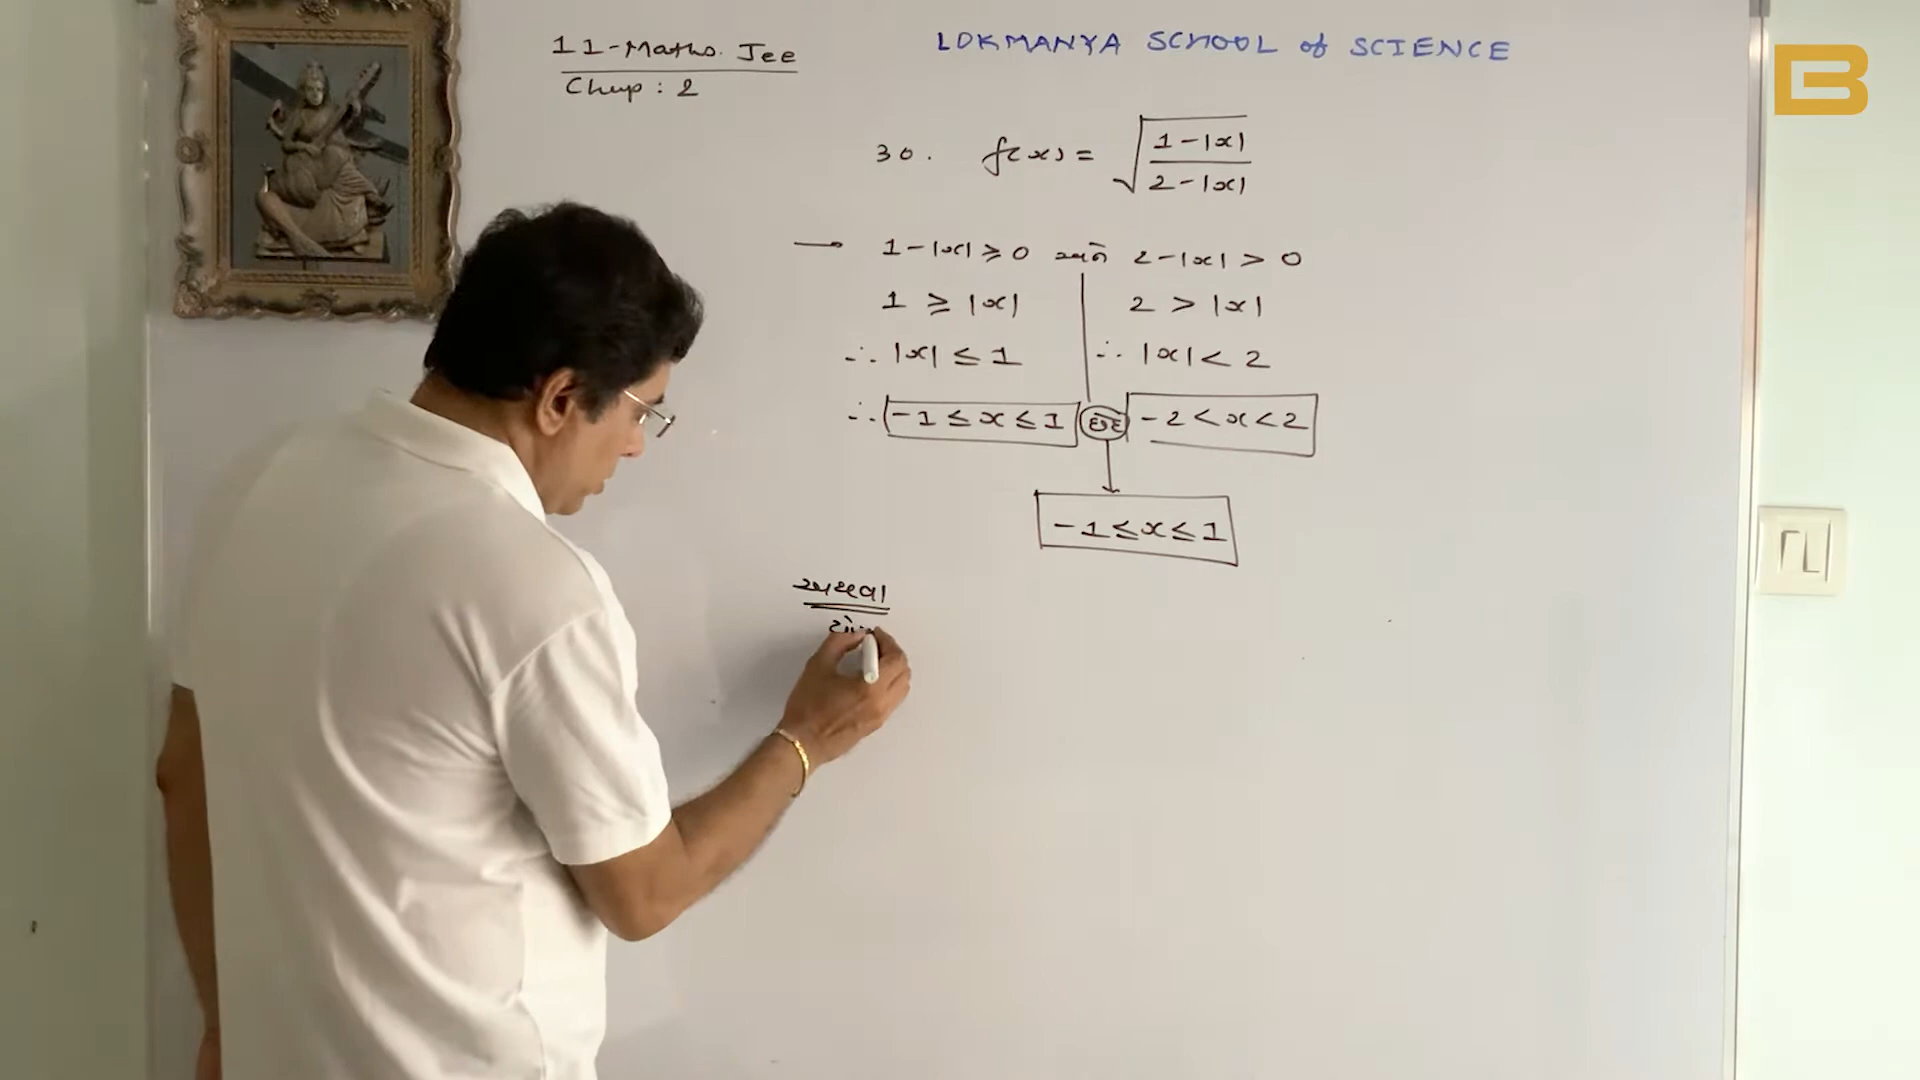 11-Maths. Jee
Chap : 2
LOKMANYA SCHOOL of SCIENCE
30. f(x) = √((1-|x|)/(2-|x|))
→ 1-|x| ≥ 0 અને 2-|x| > 0
1 ≥ |x| 2 > |x|
∴ |x| ≤ 1 ∴ |x| < 2
∴ -1 ≤ x ≤ 1 છેદ -2 < x < 2
-1 ≤ x ≤ 1
અથવા